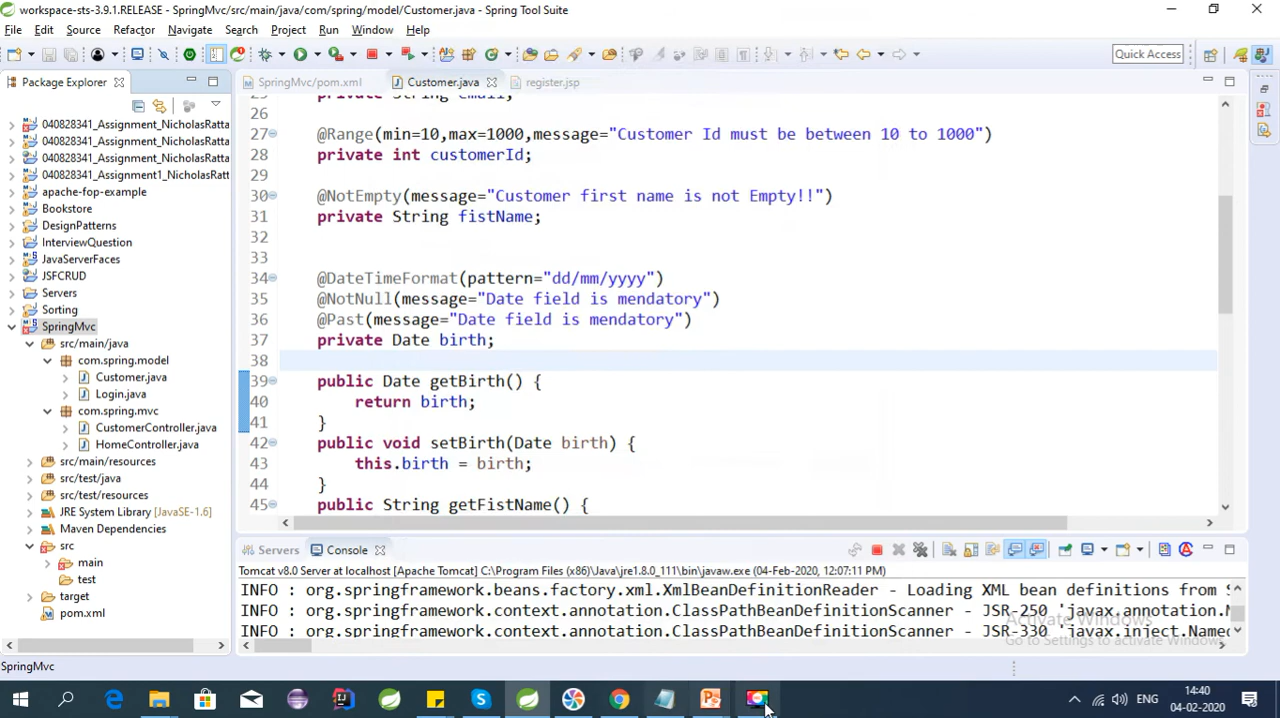 workspace-sts-3.9.1.RELEASE - SpringMvc/src/main/java/com/spring/model/Customer.java - Spring Tool Suite
File Edit Source Refactor Navigate Search Project Run Window Help
Quick Access
Package Explorer
SpringMvc/pom.xml
Customer.java
register.jsp
040828341_Assignment_NicholasRatta
040828341_Assignment_NicholasRatta
040828341_Assignment_NicholasRatta
040828341_Assignment1_NicholasRatt
apache-fop-example
Bookstore
DesignPatterns
InterviewQuestion
JavaServerFaces
JSFCRUD
Servers
Sorting
SpringMvc
src/main/java
com.spring.model
Customer.java
Login.java
com.spring.mvc
CustomerController.java
HomeController.java
src/main/resources
src/test/java
src/test/resources
JRE System Library [JavaSE-1.6]
Maven Dependencies
src
main
test
target
pom.xml
25 private String email;
26
27 @Range(min=10,max=1000,message="Customer Id must be between 10 to 1000")
28 private int customerId;
29
30 @NotEmpty(message="Customer first name is not Empty!!")
31 private String fistName;
32
33
34 @DateTimeFormat(pattern="dd/mm/yyyy")
35 @NotNull(message="Date field is mendatory")
36 @Past(message="Date field is mendatory")
37 private Date birth;
38
39 public Date getBirth() {
40 return birth;
41 }
42 public void setBirth(Date birth) {
43 this.birth = birth;
44 }
45 public String getFistName() {
Servers
Console
Tomcat v8.0 Server at localhost [Apache Tomcat] C:\Program Files (x86)\Java\jre1.8.0_111\bin\javaw.exe (04-Feb-2020, 12:07:11 PM)
INFO : org.springframework.beans.factory.xml.XmlBeanDefinitionReader - Loading XML bean definitions from S
INFO : org.springframework.context.annotation.ClassPathBeanDefinitionScanner - JSR-250 'javax.annotation.M
INFO : org.springframework.context.annotation.ClassPathBeanDefinitionScanner - JSR-330 'javax.inject.Named
Activate Windows
Go to Settings to activate Windows.
SpringMvc
ENG
14:40
04-02-2020